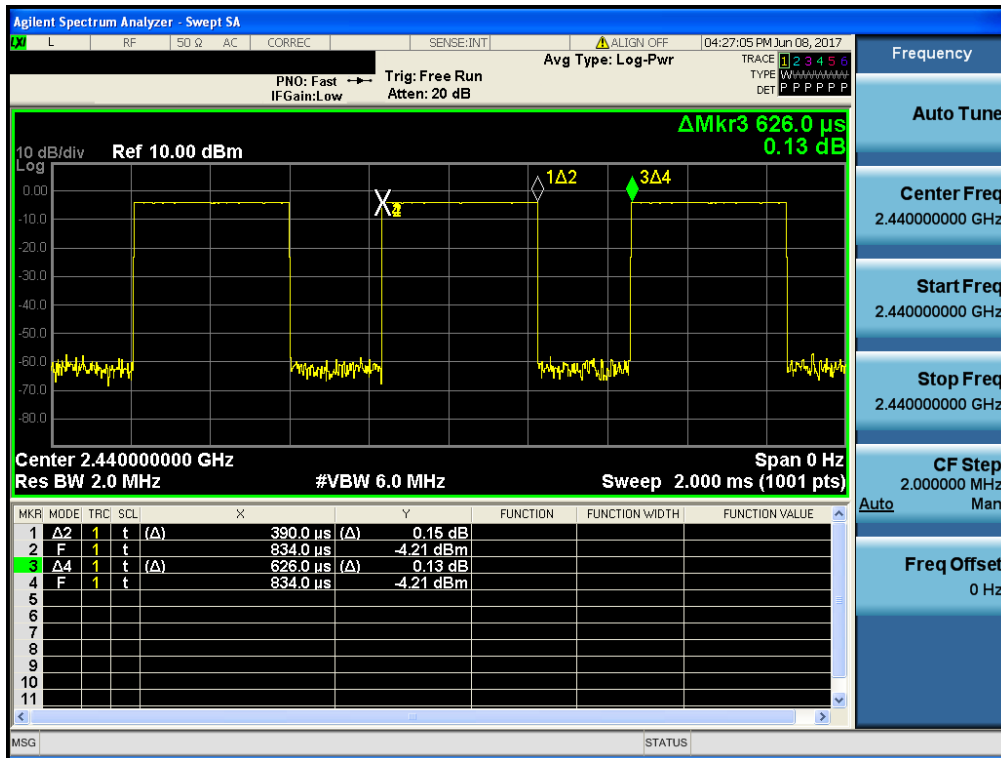 Agilent Spectrum Analyzer - Swept SA
LXI L RF 50 Ω AC CORREC SENSE:INT ALIGN OFF 04:27:05 PM Jun 08, 2017
Avg Type: Log-Pwr
TRACE 1 2 3 4 5 6
TYPE W
DET P P P P P P
PNO: Fast
IFGain:Low
Trig: Free Run
Atten: 20 dB
Frequency
Auto Tune
Center Freq
2.440000000 GHz
Start Freq
2.440000000 GHz
Stop Freq
2.440000000 GHz
CF Step
2.000000 MHz
Auto Man
Freq Offset
0 Hz
ΔMkr3 626.0 µs
0.13 dB
10 dB/div Ref 10.00 dBm
Log
0.00
-10.0
-20.0
-30.0
-40.0
-50.0
-60.0
-70.0
-80.0
1Δ2
3Δ4
Center 2.440000000 GHz Span 0 Hz
Res BW 2.0 MHz #VBW 6.0 MHz Sweep 2.000 ms (1001 pts)
MKR MODE TRC SCL X Y FUNCTION FUNCTION WIDTH FUNCTION VALUE
1 Δ2 1 t (Δ) 390.0 µs (Δ) 0.15 dB
2 F 1 t 834.0 µs -4.21 dBm
3 Δ4 1 t (Δ) 626.0 µs (Δ) 0.13 dB
4 F 1 t 834.0 µs -4.21 dBm
5
6
7
8
9
10
11
MSG STATUS